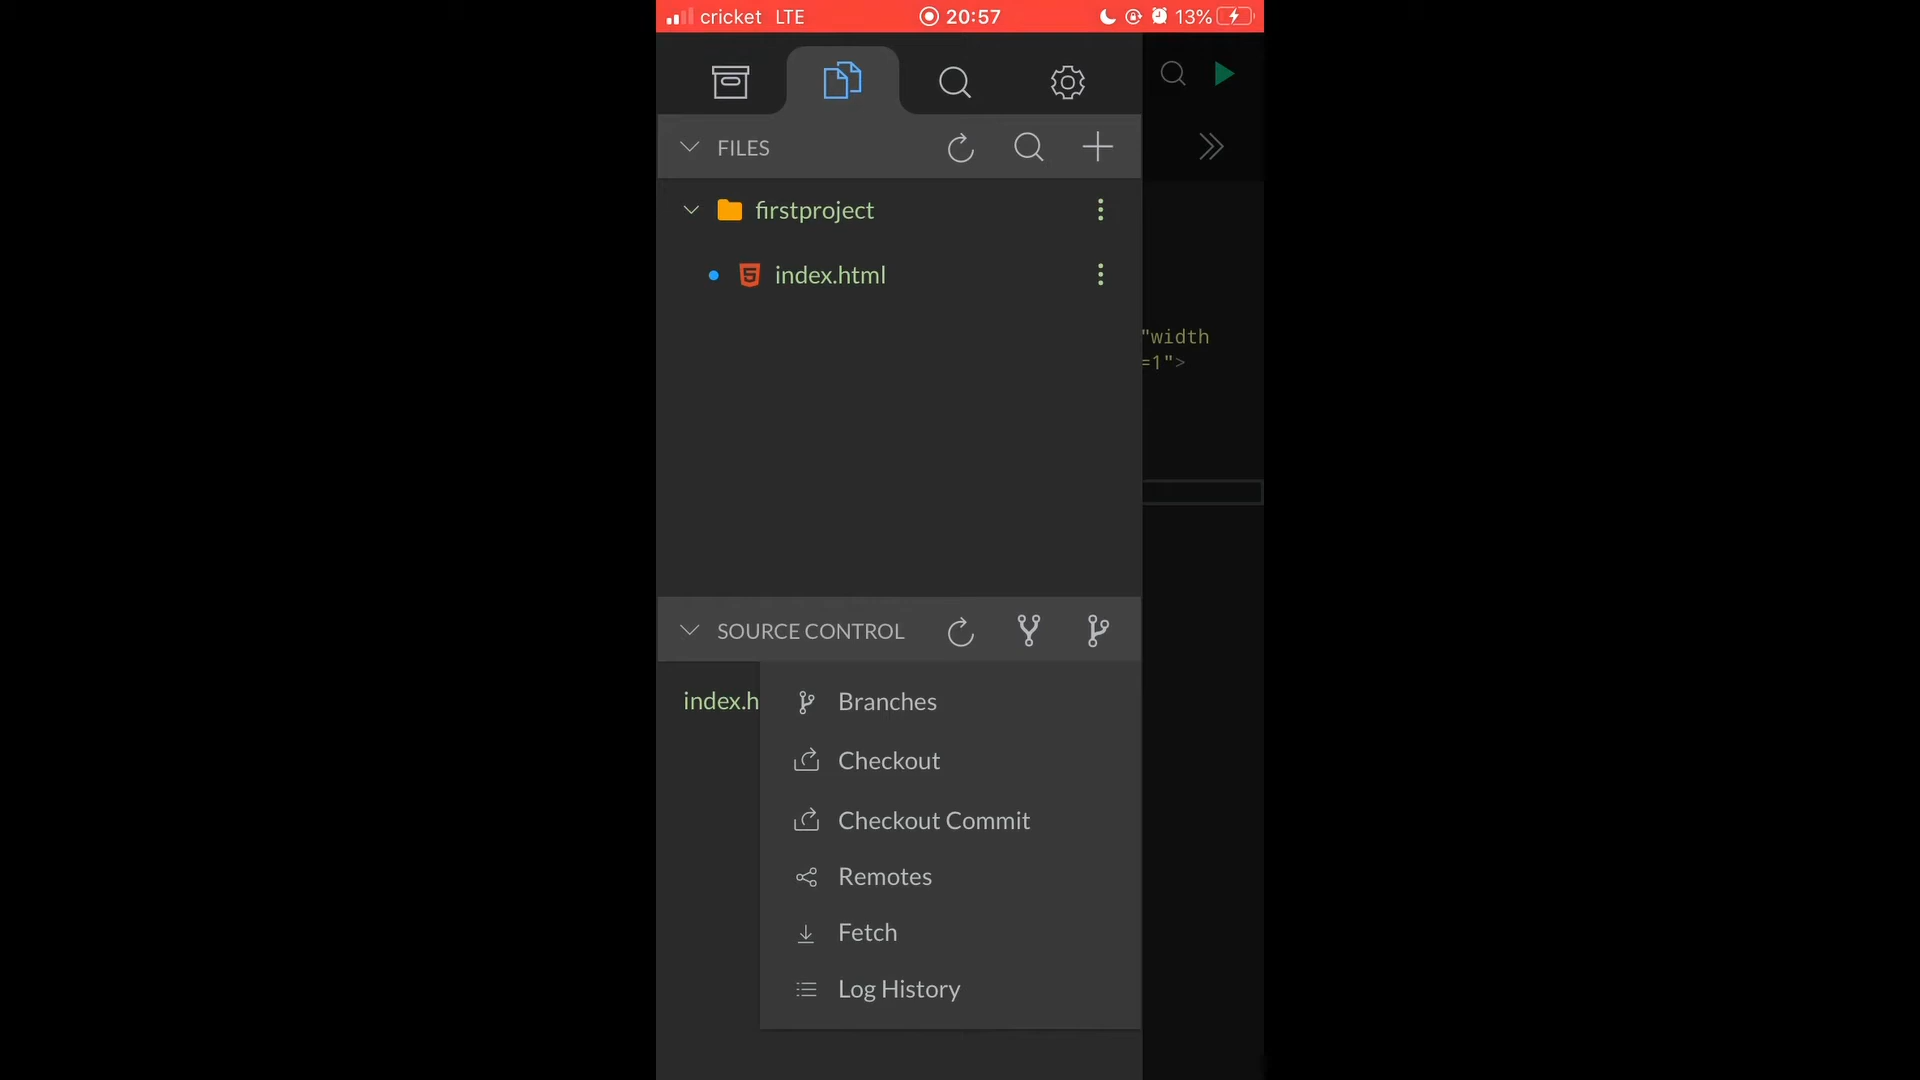 cricket LTE 20:57 13%
FILES
firstproject
index.html
"width
=1">
SOURCE CONTROL
index.h
Branches
Checkout
Checkout Commit
Remotes
Fetch
Log History